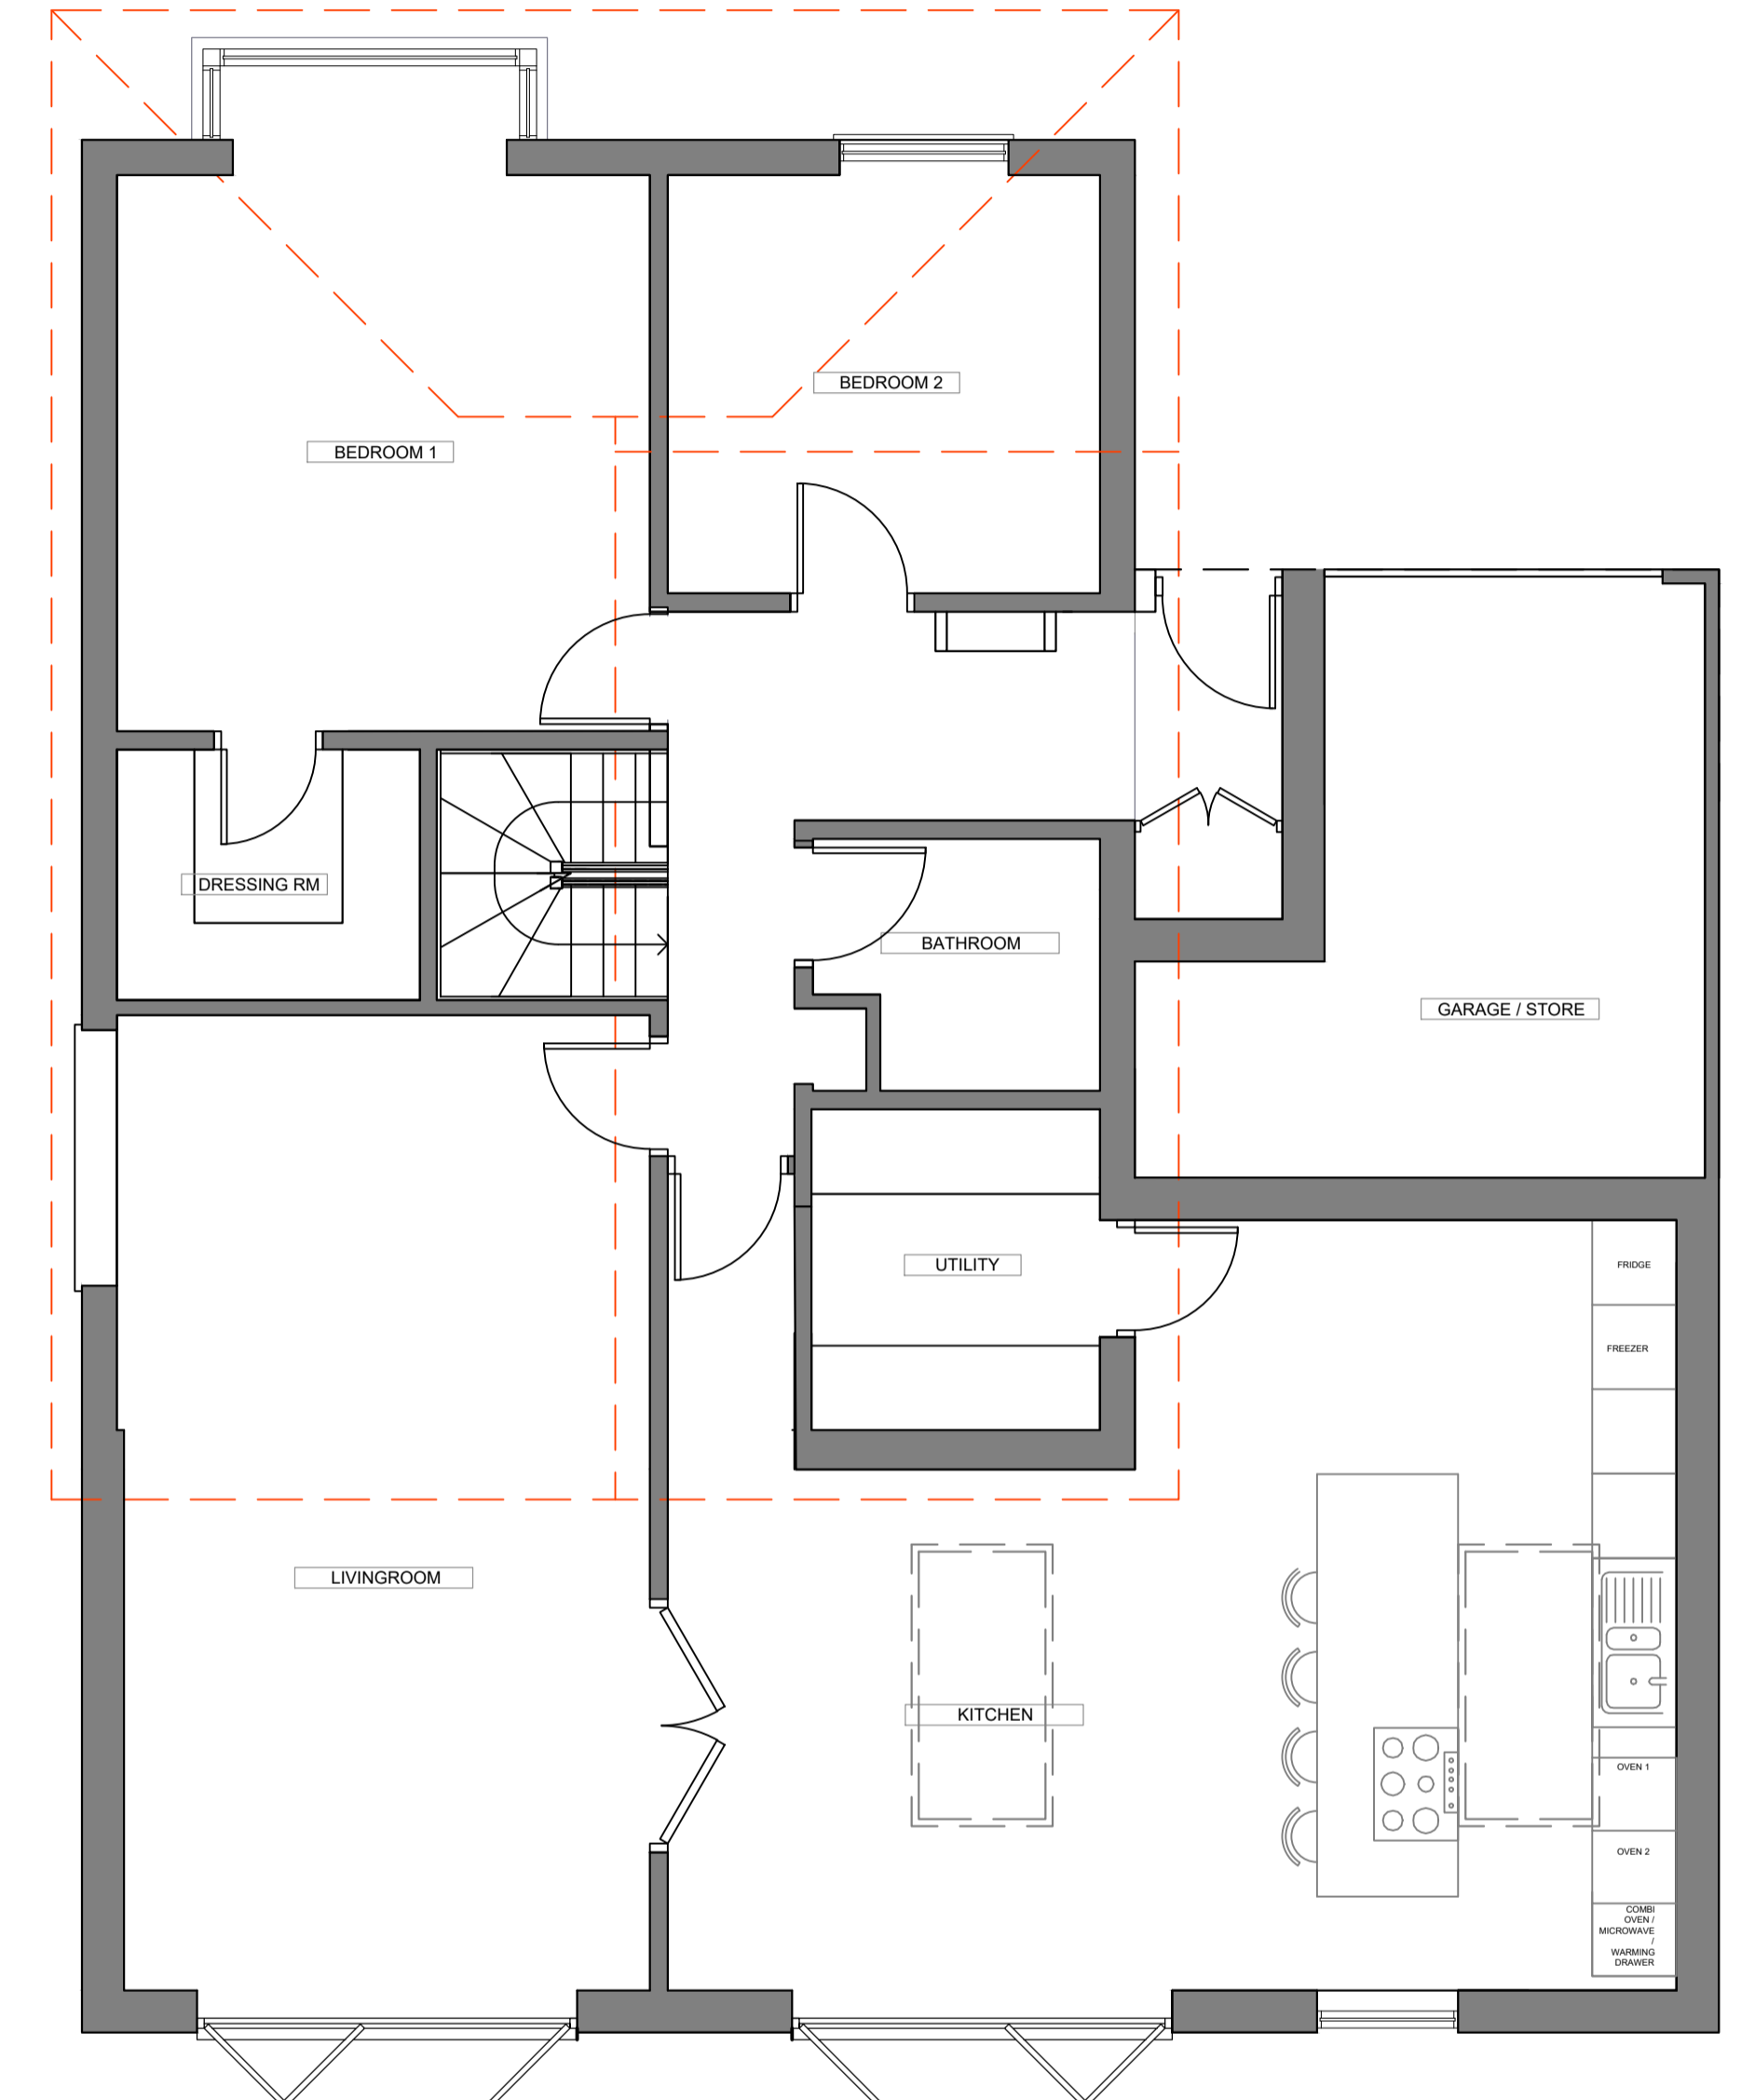 BEDROOM 2
BEDROOM 1
DRESSING RM
BATHROOM
GARAGE / STORE
UTILITY
FRIDGE
FREEZER
LIVINGROOM
KITCHEN
OVEN 1
OVEN 2
COMBI
OVEN /
MICROWAVE
/
WARMING
DRAWER